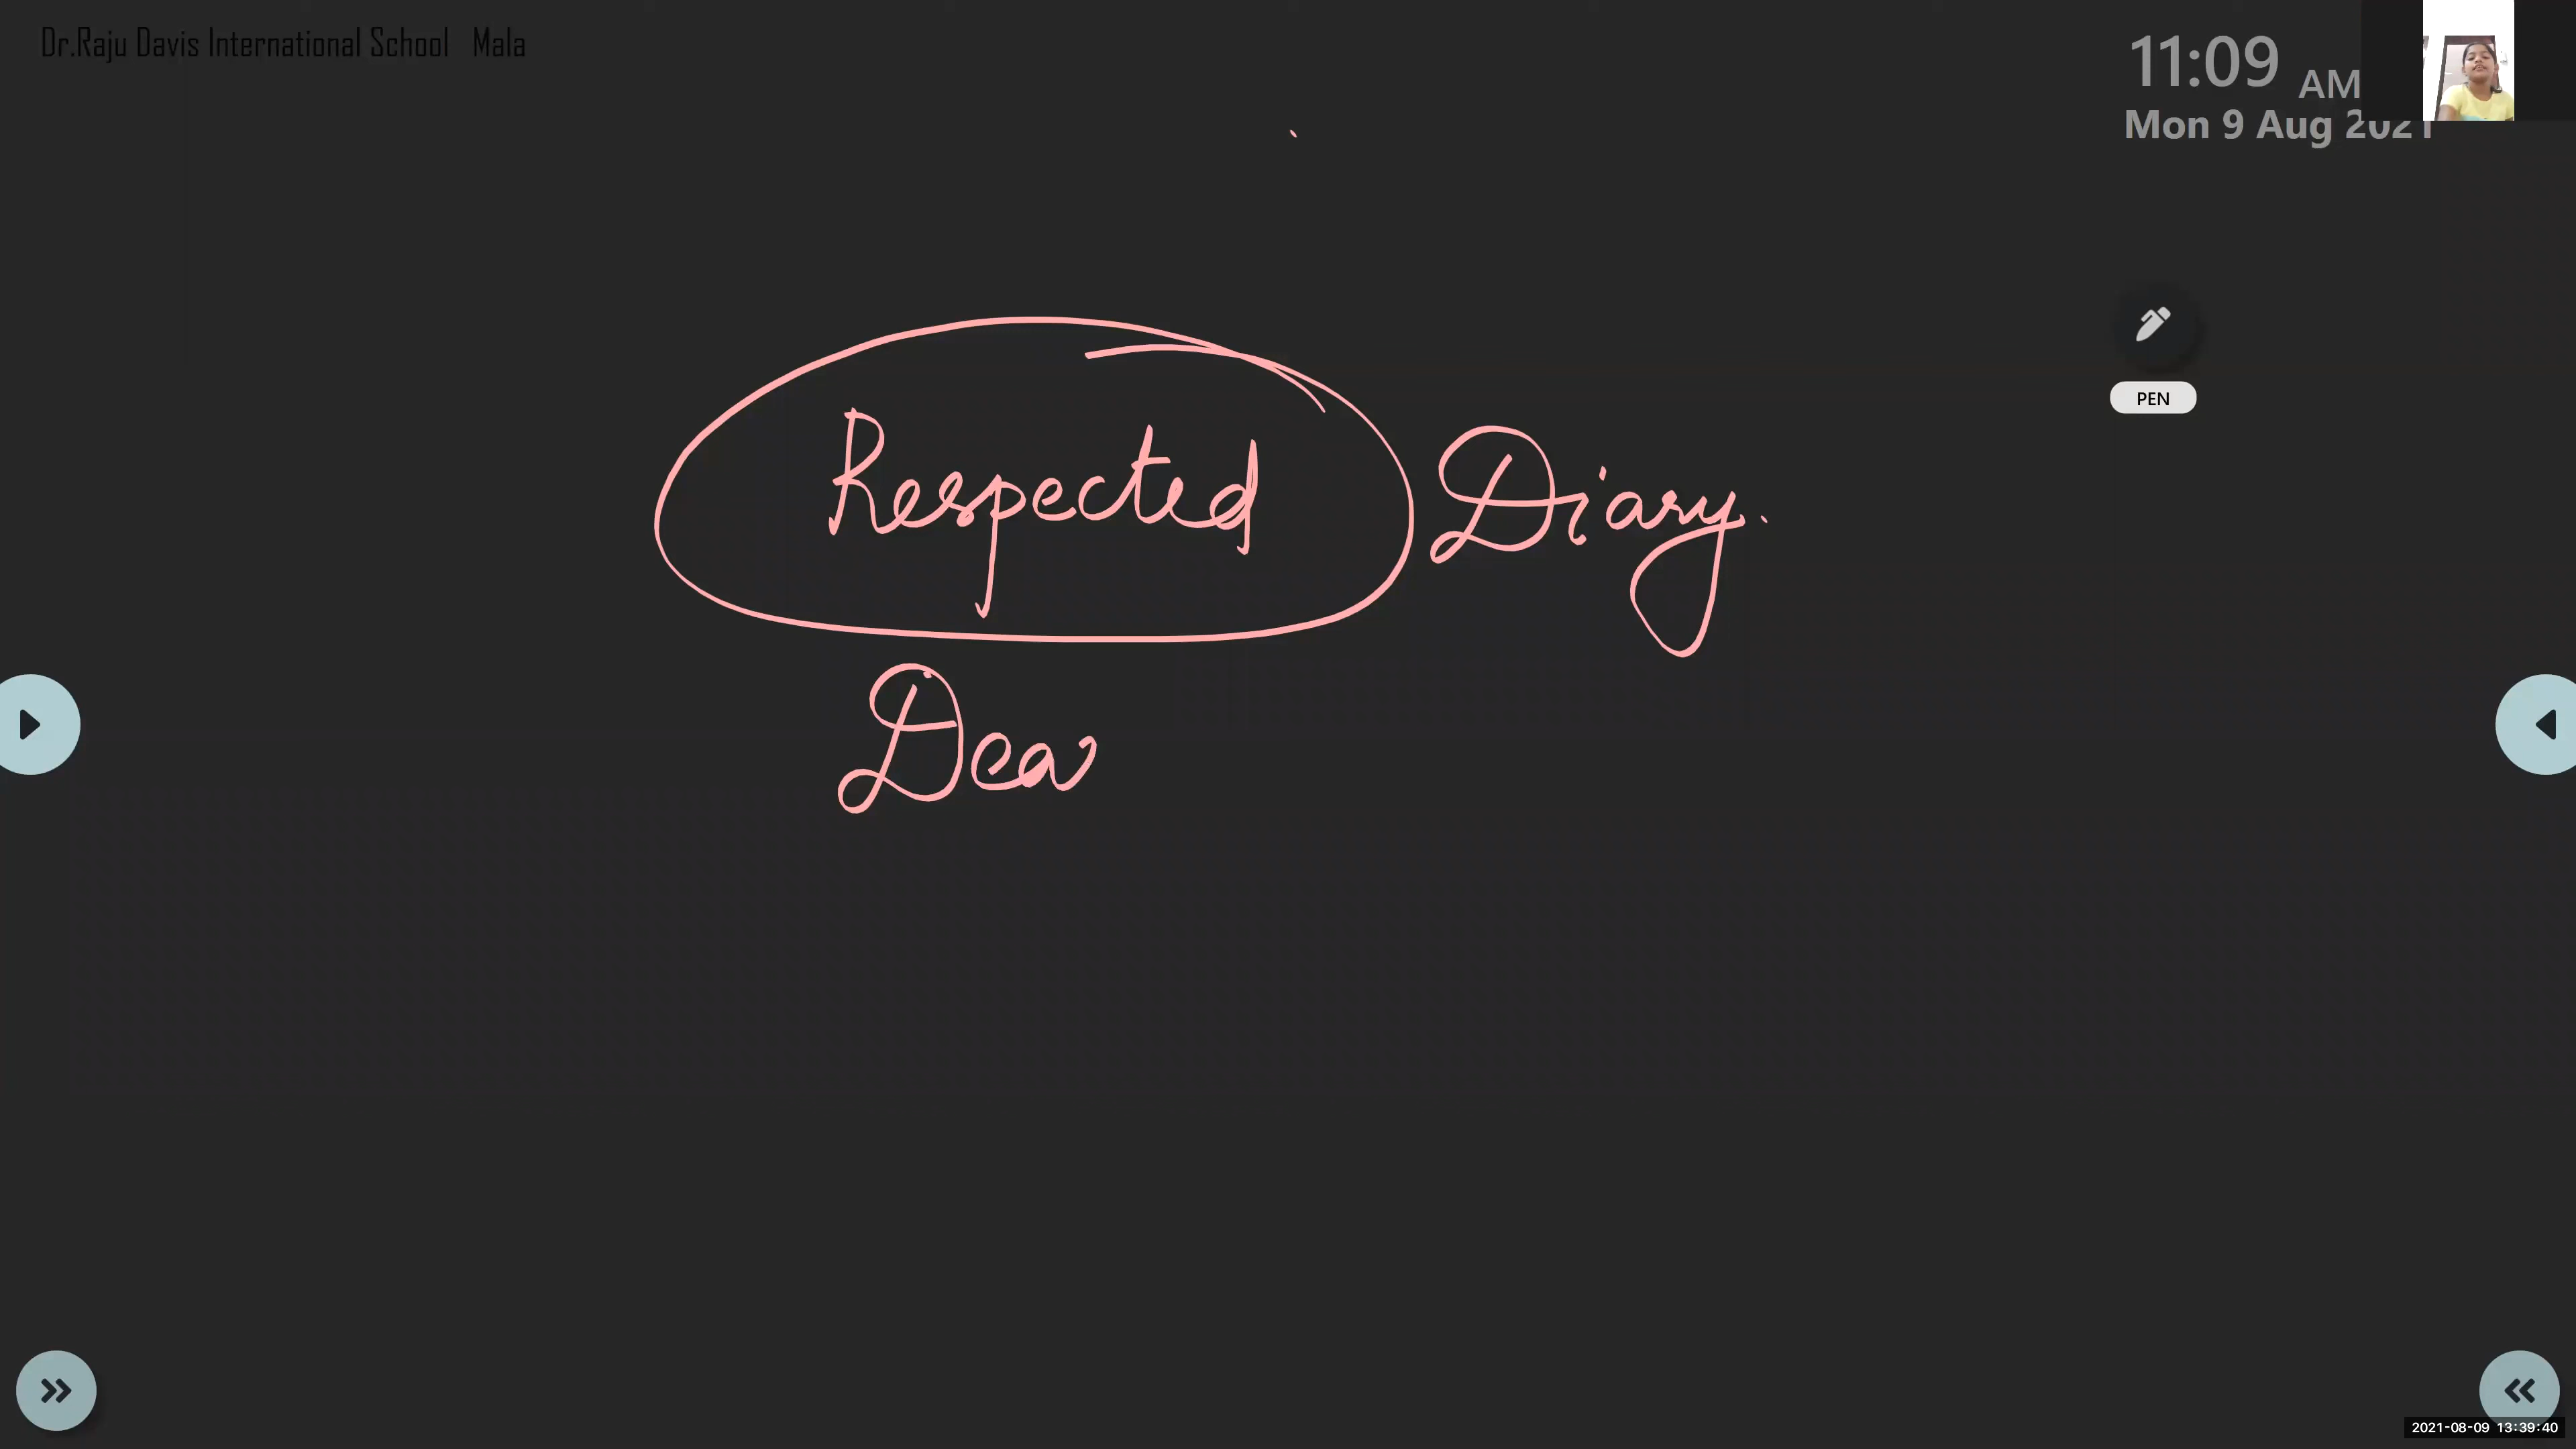 Dr.Raju Davis International School Mala
11:09 AM
Mon 9 Aug 2021
PEN
Respected Diary.
Dear
2021-08-09 13:39:40